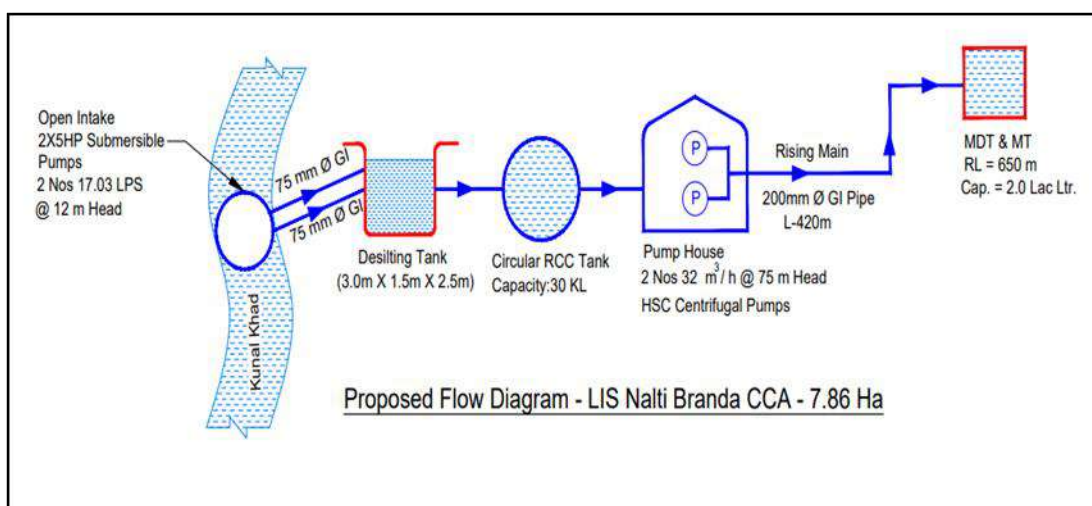 Open Intake
2X5HP Submersible
Pumps
2 Nos 17.03 LPS
@ 12 m Head
Kunal Khad
75 mm Ø GI
75 mm Ø GI
Desilting Tank
(3.0m X 1.5m X 2.5m)
Circular RCC Tank
Capacity:30 KL
P
P
Pump House
2 Nos 32 m³/ h @ 75 m Head
HSC Centrifugal Pumps
Rising Main
200mm Ø GI Pipe
L-420m
MDT & MT
RL = 650 m
Cap. = 2.0 Lac Ltr.
Proposed Flow Diagram - LIS Nalti Branda CCA - 7.86 Ha